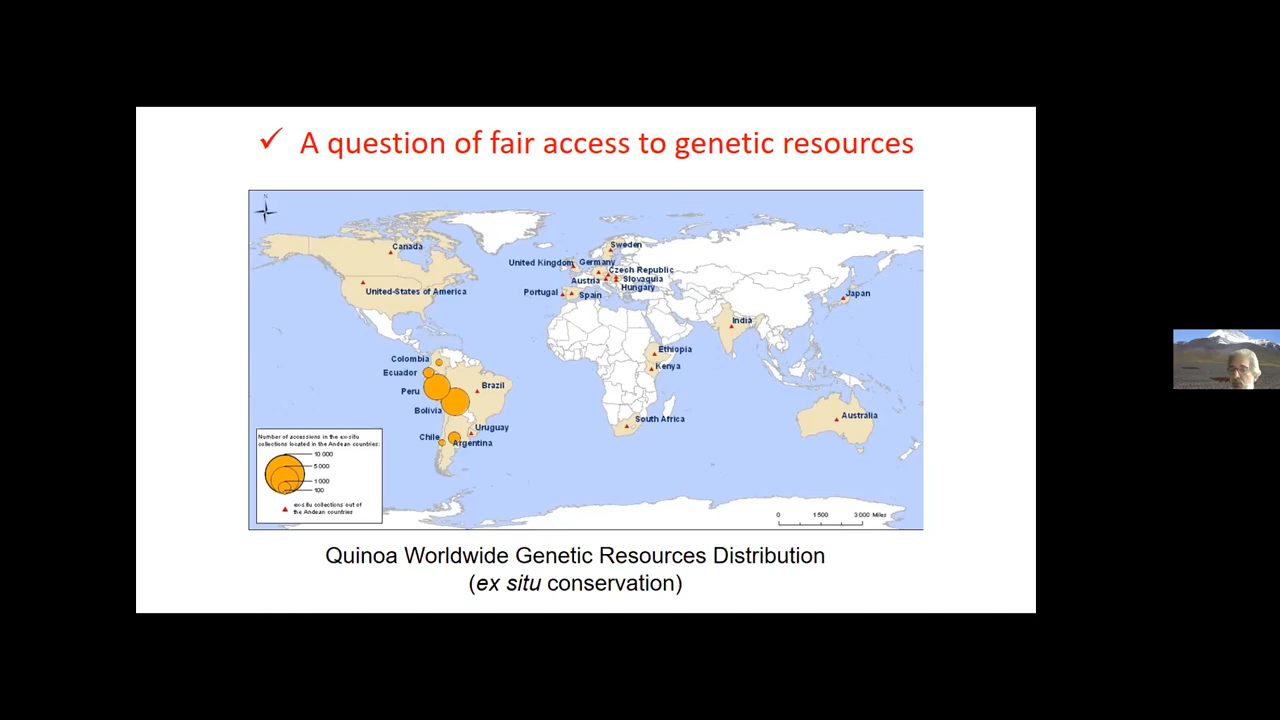 ✓ A question of fair access to genetic resources
N
Canada
United-States of America
Sweden
United Kingdom
Germany
Czech Republic
Slovaquia
Austria
Hungary
Portugal
Spain
Japan
India
Ethiopia
Kenya
Colombia
Ecuador
Peru
Brazil
Bolivia
Uruguay
Chile
Argentina
South Africa
Australia
Number of accessions in the ex-situ
collections located in the Andean countries:
10 000
5 000
1 000
100
ex-situ collections out of
the Andean countries
0 1 500 3 000 Miles
Quinoa Worldwide Genetic Resources Distribution
(ex situ conservation)